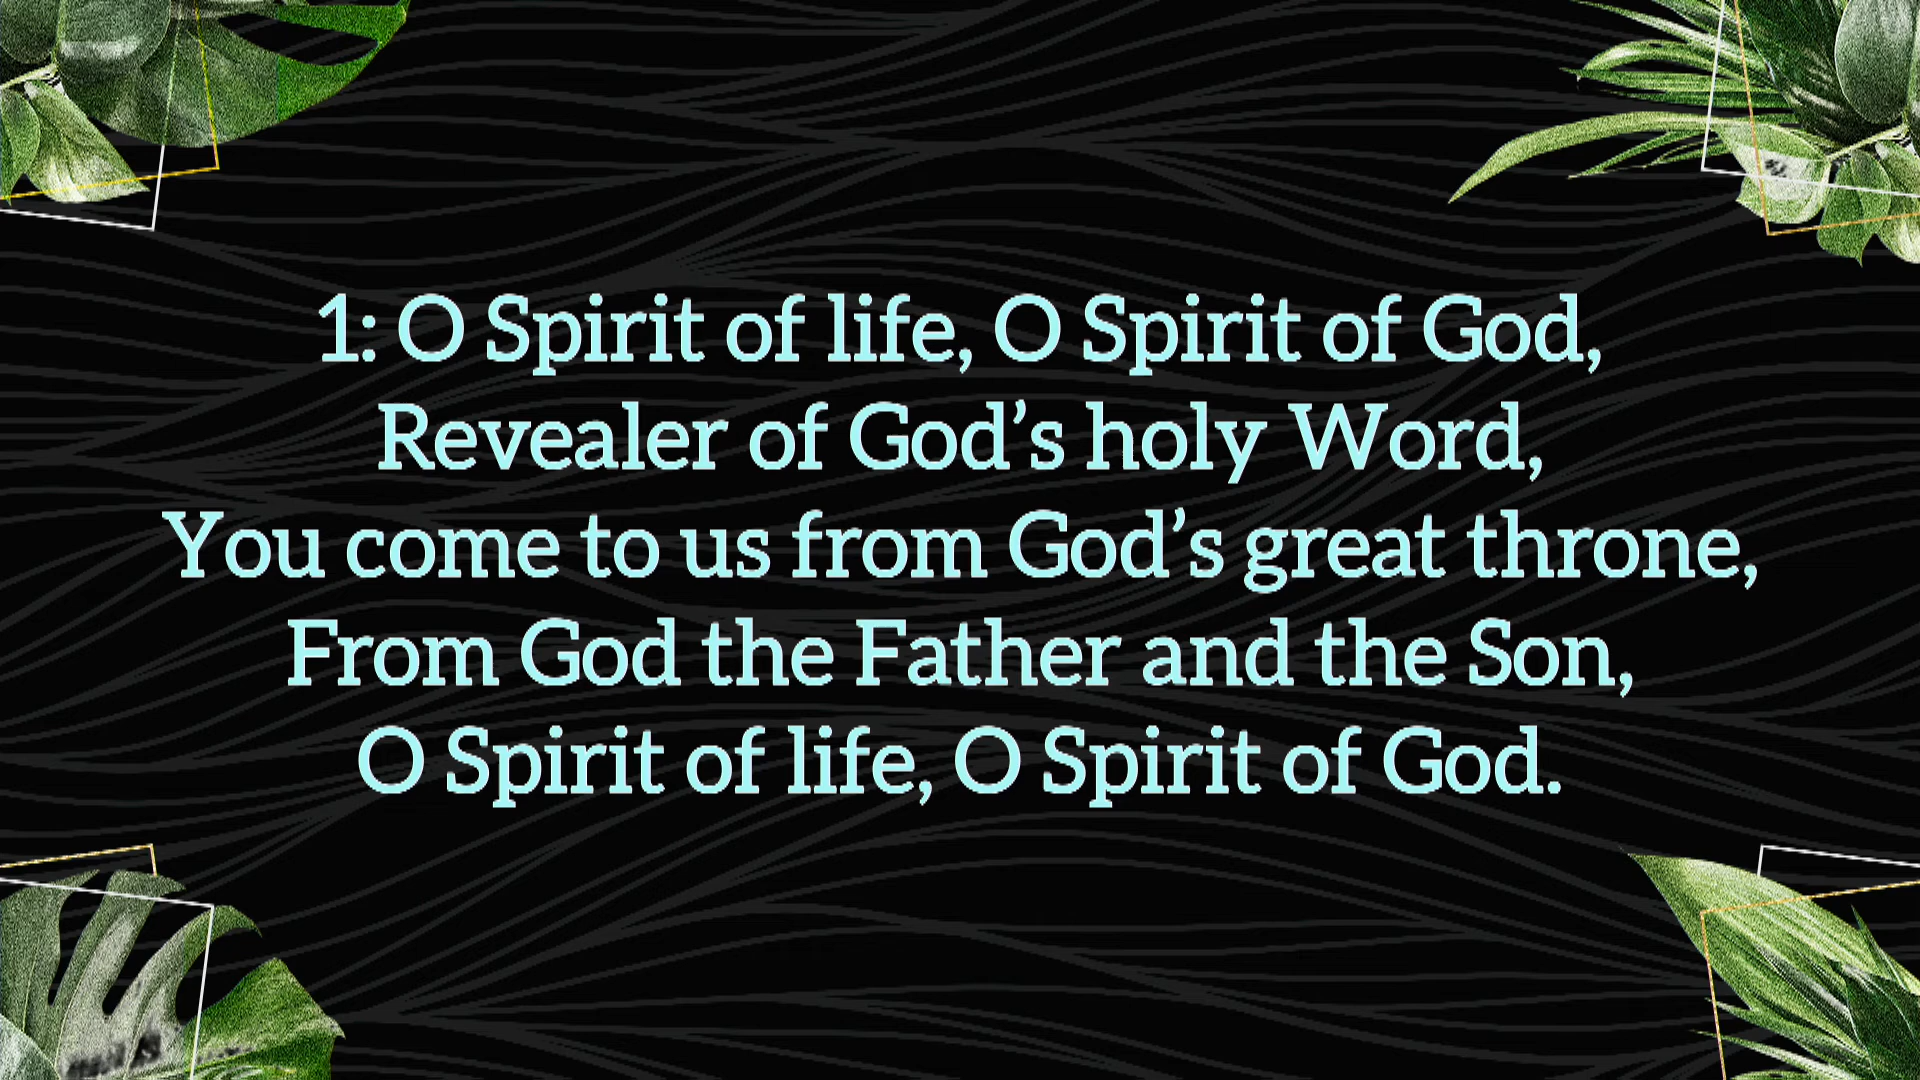 1: O Spirit of life, O Spirit of God,
Revealer of God’s holy Word,
You come to us from God’s great throne,
From God the Father and the Son,
O Spirit of life, O Spirit of God.